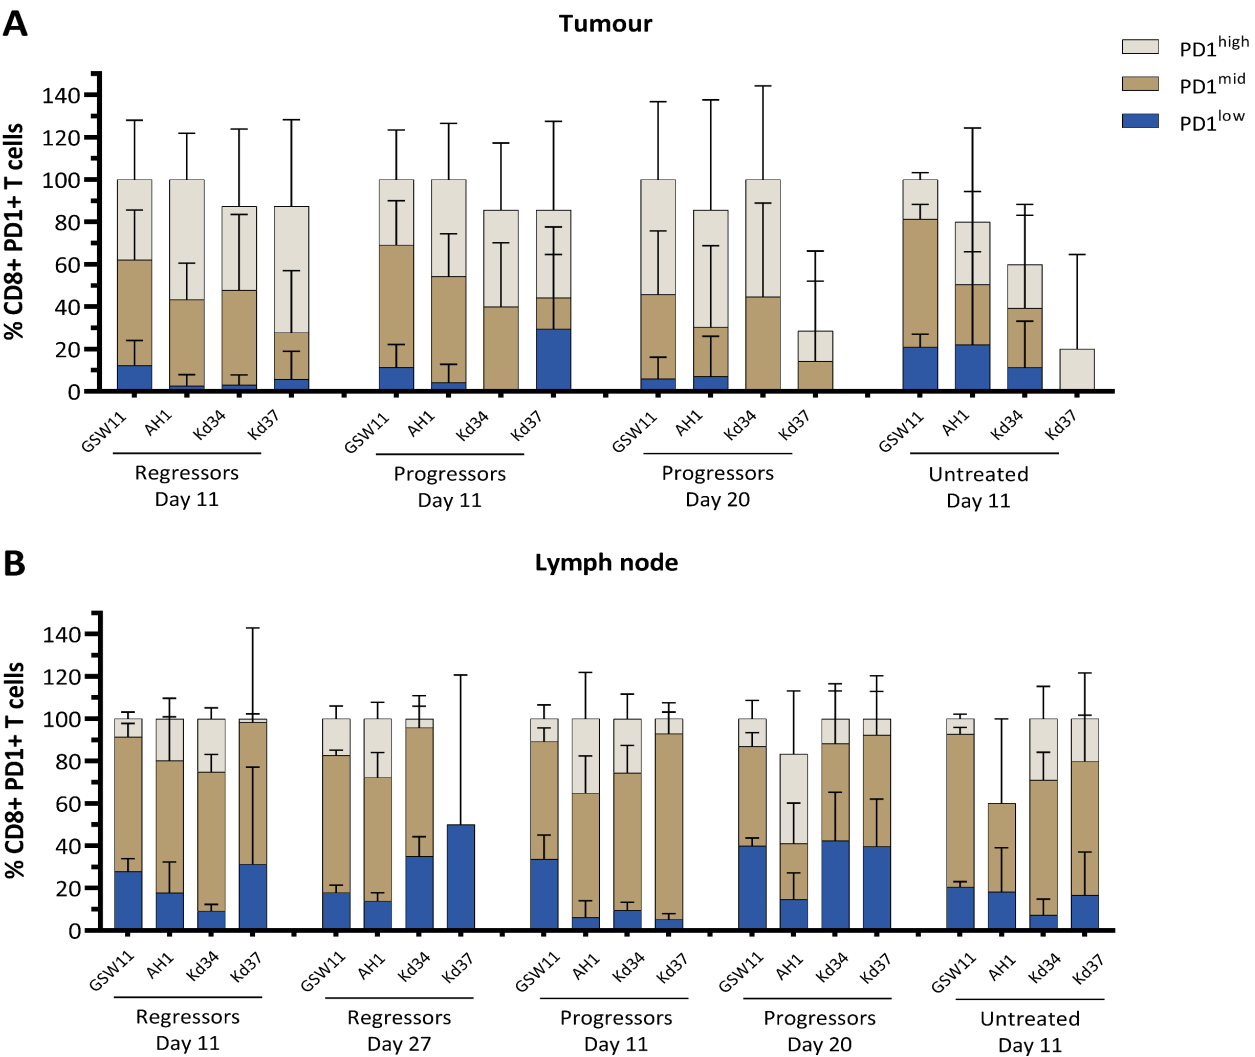 A
Tumour
PD1high
PD1mid
PD1low
% CD8+ PD1+ T cells
140
120
100
80
60
40
20
0
GSW11 AH1 Kd34 Kd37 GSW11 AH1 Kd34 Kd37 GSW11 AH1 Kd34 Kd37 GSW11 AH1 Kd34 Kd37
Regressors Progressors Progressors Untreated
Day 11 Day 11 Day 20 Day 11
B
Lymph node
% CD8+ PD1+ T cells
140
120
100
80
60
40
20
0
GSW11 AH1 Kd34 Kd37 GSW11 AH1 Kd34 Kd37 GSW11 AH1 Kd34 Kd37 GSW11 AH1 Kd34 Kd37 GSW11 AH1 Kd34 Kd37
Regressors Regressors Progressors Progressors Untreated
Day 11 Day 27 Day 11 Day 20 Day 11